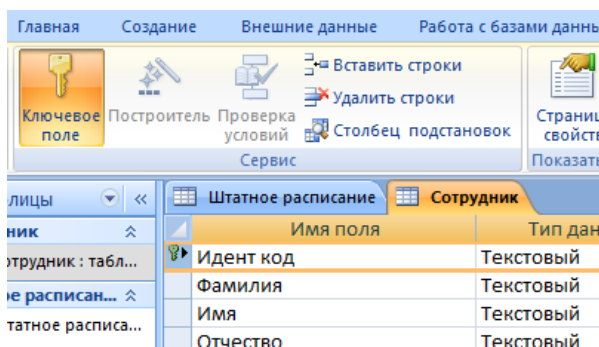 Главная Создание Внешние данные Работа с базами данны
Ключевое поле
Построитель
Проверка условий
Вставить строки
Удалить строки
Столбец подстановок
Страниц
свойств
Сервис
Показать
лицы
Штатное расписание Сотрудник
ник
отрудник : табл...
ое расписан...
татное расписа...
Имя поля Тип дан
Идент код Текстовый
Фамилия Текстовый
Имя Текстовый
Отчество Текстовый